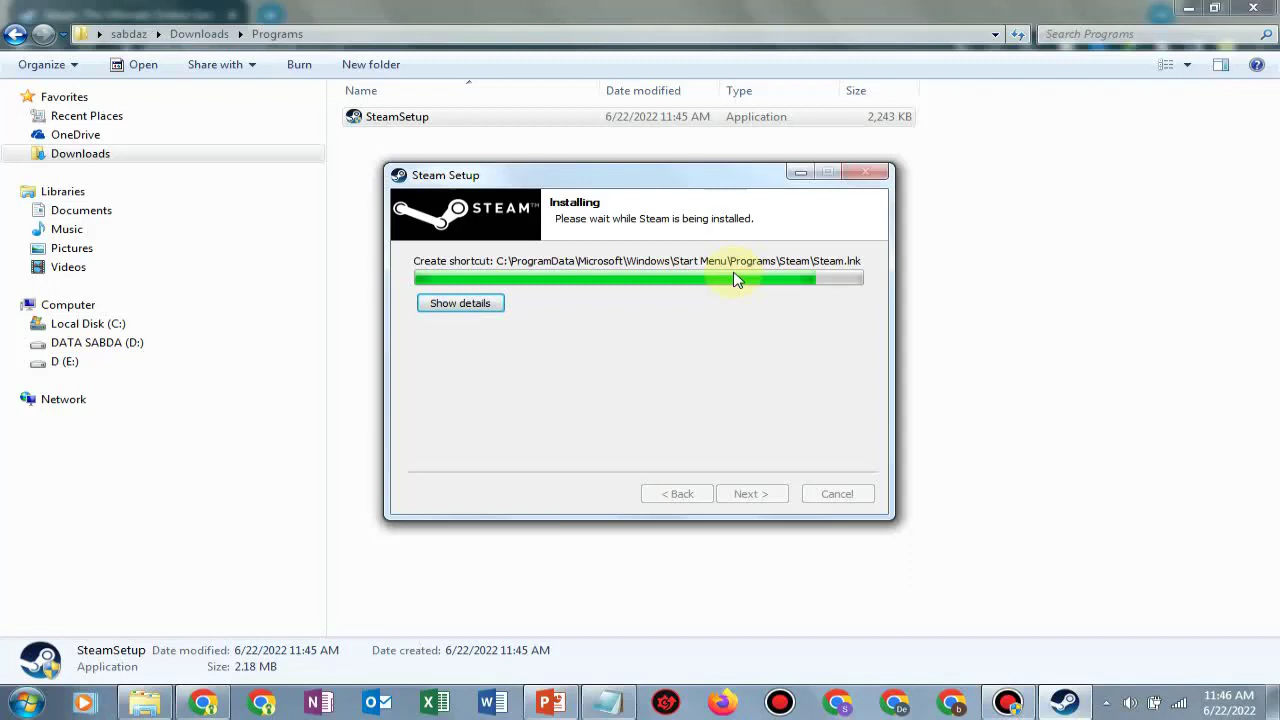 sabdaz Downloads Programs
Search Programs
Organize Open Share with Burn New folder
Name Date modified Type Size
SteamSetup 6/22/2022 11:45 AM Application 2,243 KB
Favorites
Recent Places
OneDrive
Downloads
Libraries
Documents
Music
Pictures
Videos
Computer
Local Disk (C:)
DATA SABDA (D:)
D (E:)
Network
Steam Setup
STEAM™
Installing
Please wait while Steam is being installed.
Create shortcut: C:\ProgramData\Microsoft\Windows\Start Menu\Programs\Steam\Steam.lnk
Show details
< Back Next > Cancel
SteamSetup Date modified: 6/22/2022 11:45 AM Date created: 6/22/2022 11:45 AM
Application Size: 2.18 MB
11:46 AM
6/22/2022